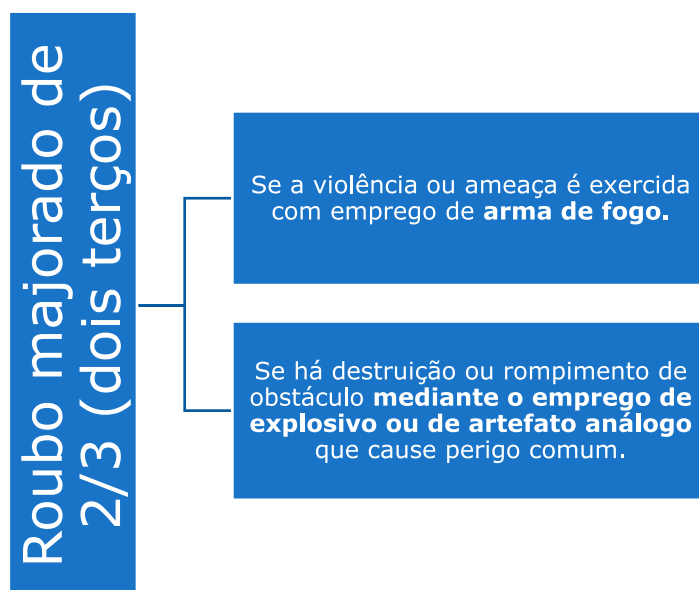 Roubo majorado de
2/3 (dois terços)
Se a violência ou ameaça é exercida
com emprego de arma de fogo.
Se há destruição ou rompimento de
obstáculo mediante o emprego de
explosivo ou de artefato análogo
que cause perigo comum.